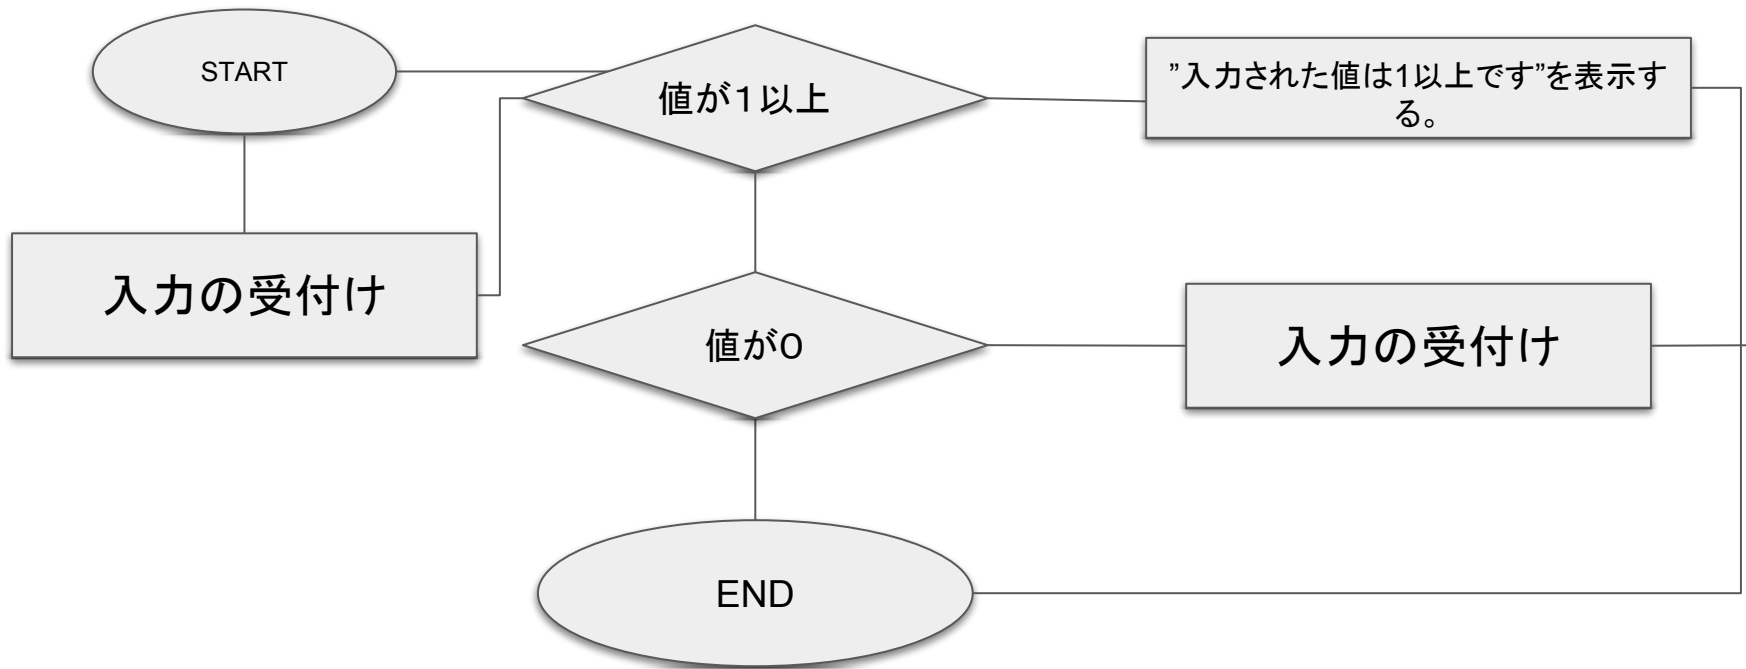 START
値が1以上
”入力された値は1以上です”を表示す
る。
入力の受付け
値が0
入力の受付け
END